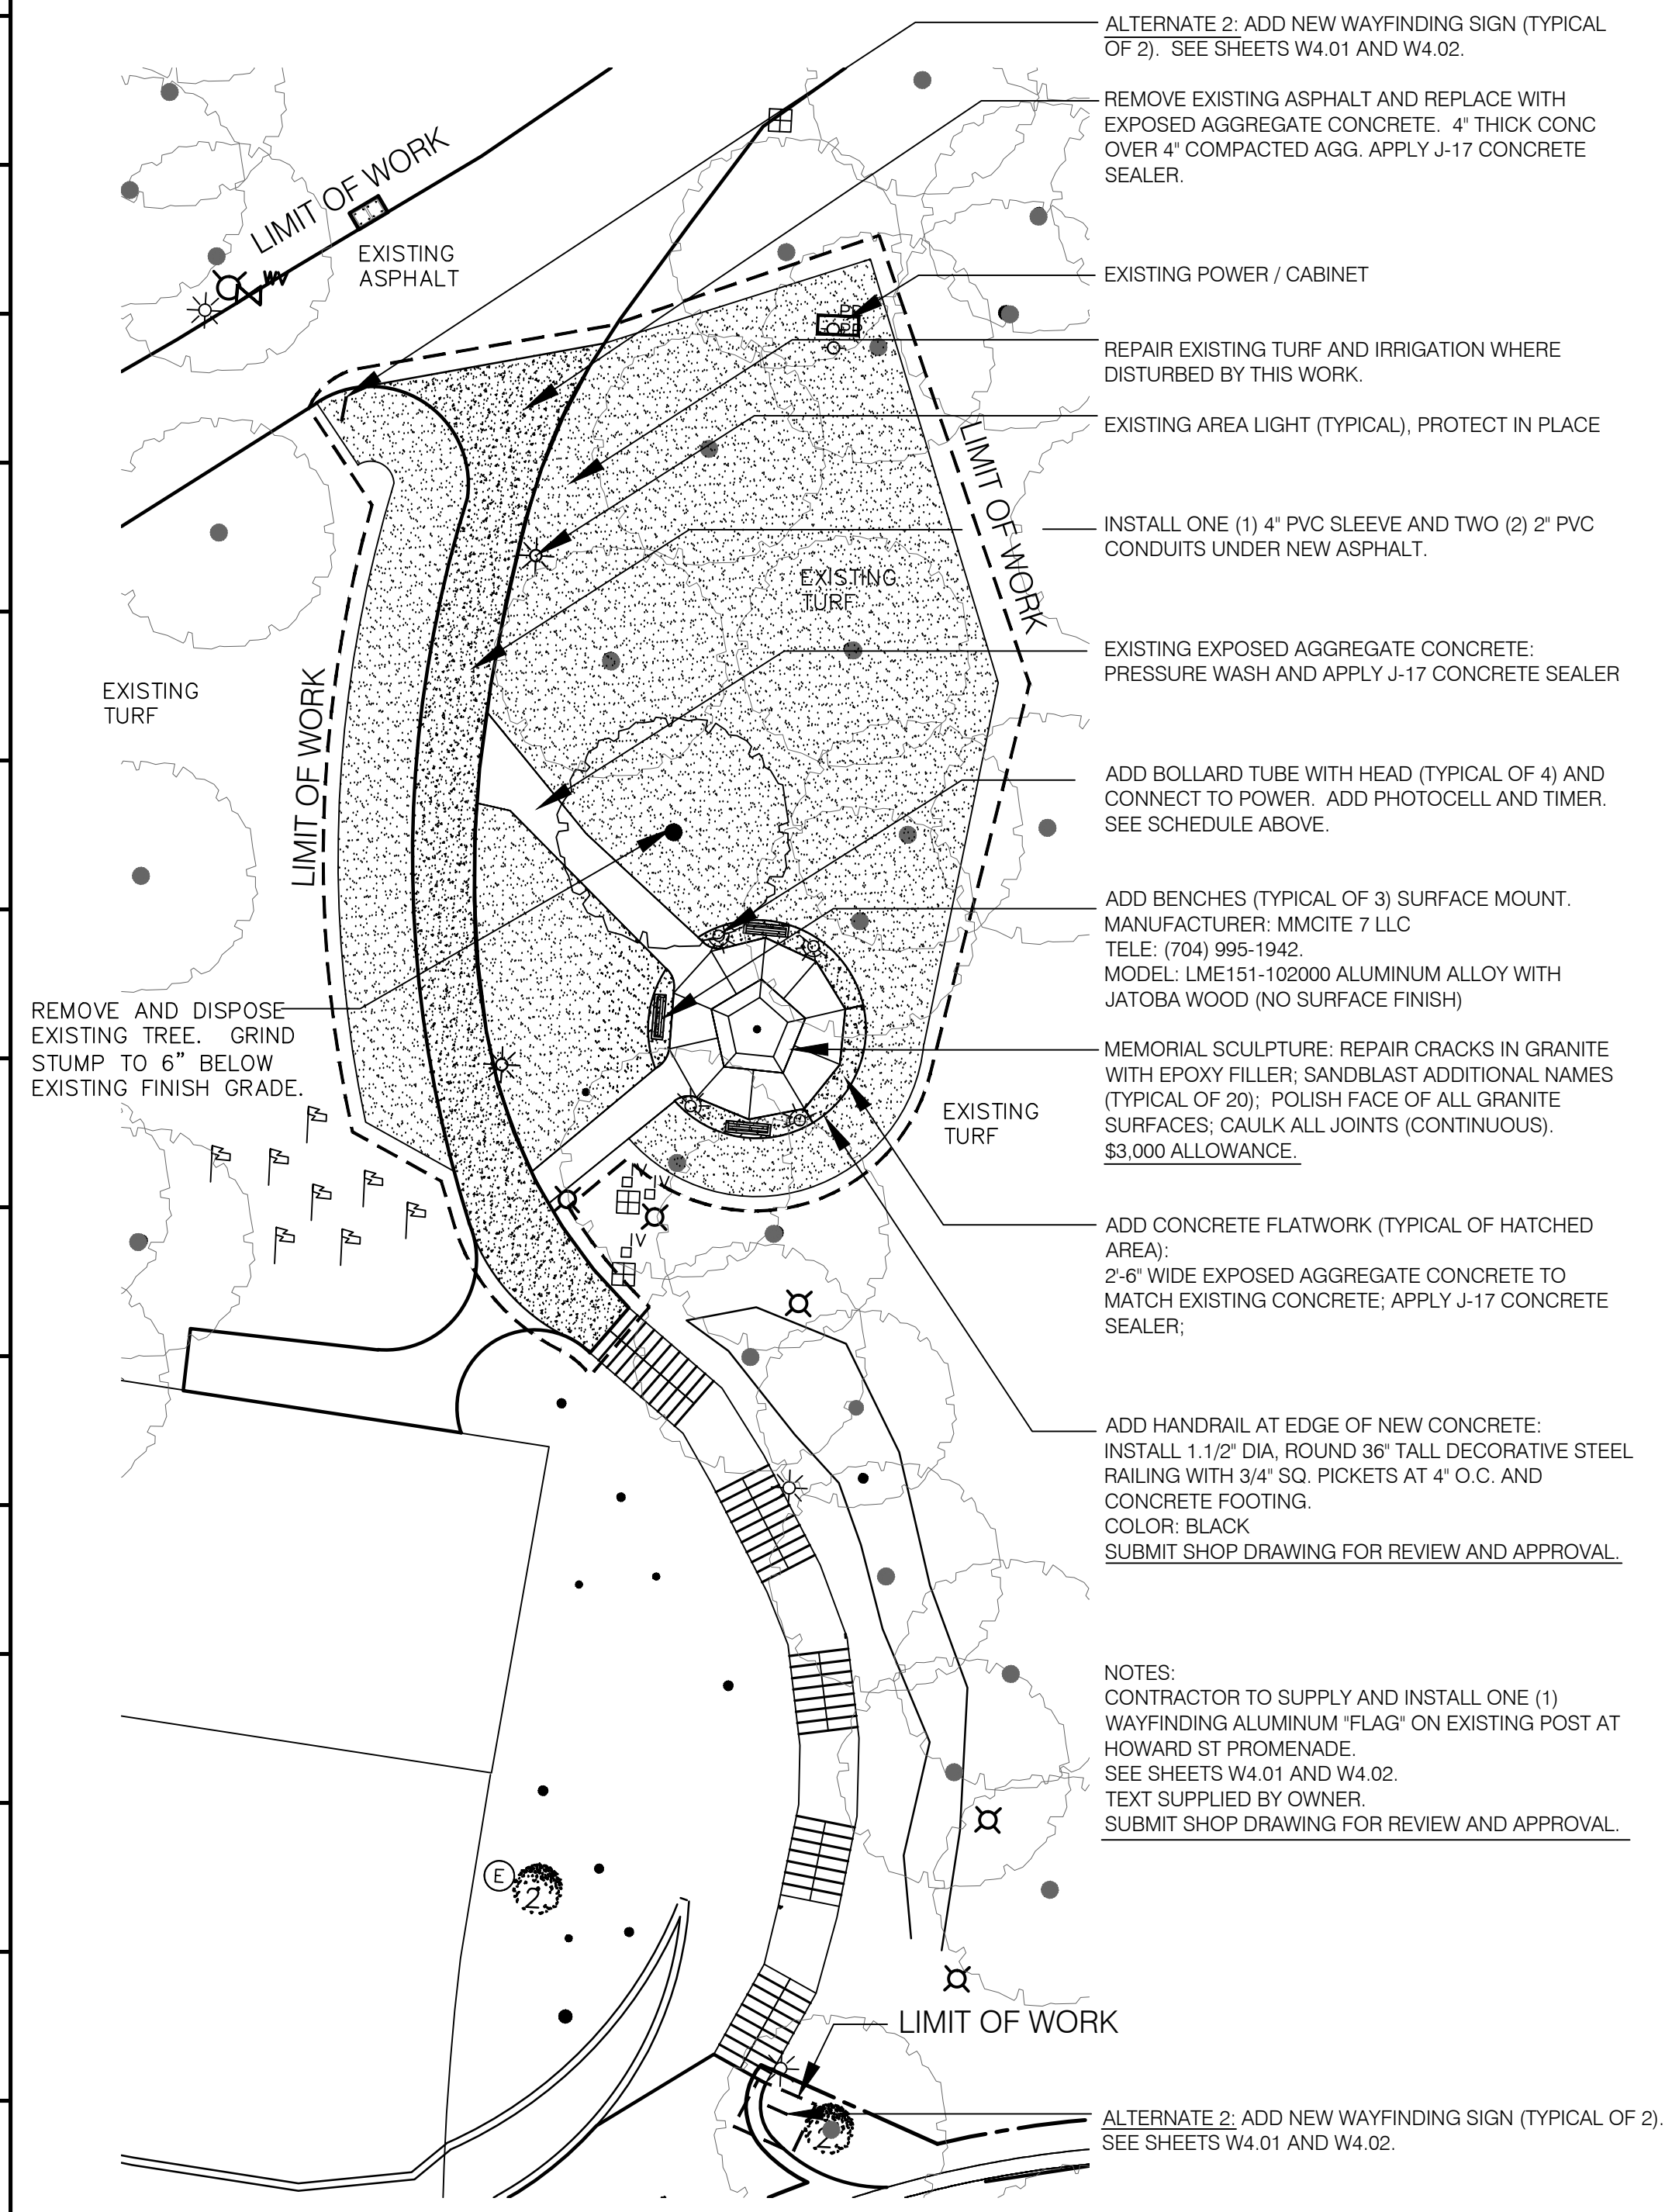 ALTERNATE 2: ADD NEW WAYFINDING SIGN (TYPICAL
OF 2). SEE SHEETS W4.01 AND W4.02.
REMOVE EXISTING ASPHALT AND REPLACE WITH
EXPOSED AGGREGATE CONCRETE. 4" THICK CONC
OVER 4" COMPACTED AGG. APPLY J-17 CONCRETE
SEALER.
LIMIT OF WORK
EXISTING
ASPHALT
WV
EXISTING POWER / CABINET
PP
PP
REPAIR EXISTING TURF AND IRRIGATION WHERE
DISTURBED BY THIS WORK.
EXISTING AREA LIGHT (TYPICAL), PROTECT IN PLACE
LIMIT OF WORK
INSTALL ONE (1) 4" PVC SLEEVE AND TWO (2) 2" PVC
CONDUITS UNDER NEW ASPHALT.
EXISTING
TURF
EXISTING EXPOSED AGGREGATE CONCRETE:
PRESSURE WASH AND APPLY J-17 CONCRETE SEALER
EXISTING
TURF
LIMIT OF WORK
ADD BOLLARD TUBE WITH HEAD (TYPICAL OF 4) AND
CONNECT TO POWER. ADD PHOTOCELL AND TIMER.
SEE SCHEDULE ABOVE.
ADD BENCHES (TYPICAL OF 3) SURFACE MOUNT.
MANUFACTURER: MMCITE 7 LLC
TELE: (704) 995-1942.
MODEL: LME151-102000 ALUMINUM ALLOY WITH
JATOBA WOOD (NO SURFACE FINISH)
REMOVE AND DISPOSE
EXISTING TREE. GRIND
STUMP TO 6” BELOW
EXISTING FINISH GRADE.
MEMORIAL SCULPTURE: REPAIR CRACKS IN GRANITE
WITH EPOXY FILLER; SANDBLAST ADDITIONAL NAMES
(TYPICAL OF 20); POLISH FACE OF ALL GRANITE
SURFACES; CAULK ALL JOINTS (CONTINUOUS).
$3,000 ALLOWANCE.
EXISTING
TURF
IV
IV
IV
ADD CONCRETE FLATWORK (TYPICAL OF HATCHED
AREA):
2'-6" WIDE EXPOSED AGGREGATE CONCRETE TO
MATCH EXISTING CONCRETE; APPLY J-17 CONCRETE
SEALER;
ADD HANDRAIL AT EDGE OF NEW CONCRETE:
INSTALL 1.1/2" DIA, ROUND 36" TALL DECORATIVE STEEL
RAILING WITH 3/4" SQ. PICKETS AT 4" O.C. AND
CONCRETE FOOTING.
COLOR: BLACK
SUBMIT SHOP DRAWING FOR REVIEW AND APPROVAL.
NOTES:
CONTRACTOR TO SUPPLY AND INSTALL ONE (1)
WAYFINDING ALUMINUM "FLAG" ON EXISTING POST AT
HOWARD ST PROMENADE.
SEE SHEETS W4.01 AND W4.02.
TEXT SUPPLIED BY OWNER.
SUBMIT SHOP DRAWING FOR REVIEW AND APPROVAL.
E
2
LIMIT OF WORK
2
ALTERNATE 2: ADD NEW WAYFINDING SIGN (TYPICAL OF 2).
SEE SHEETS W4.01 AND W4.02.